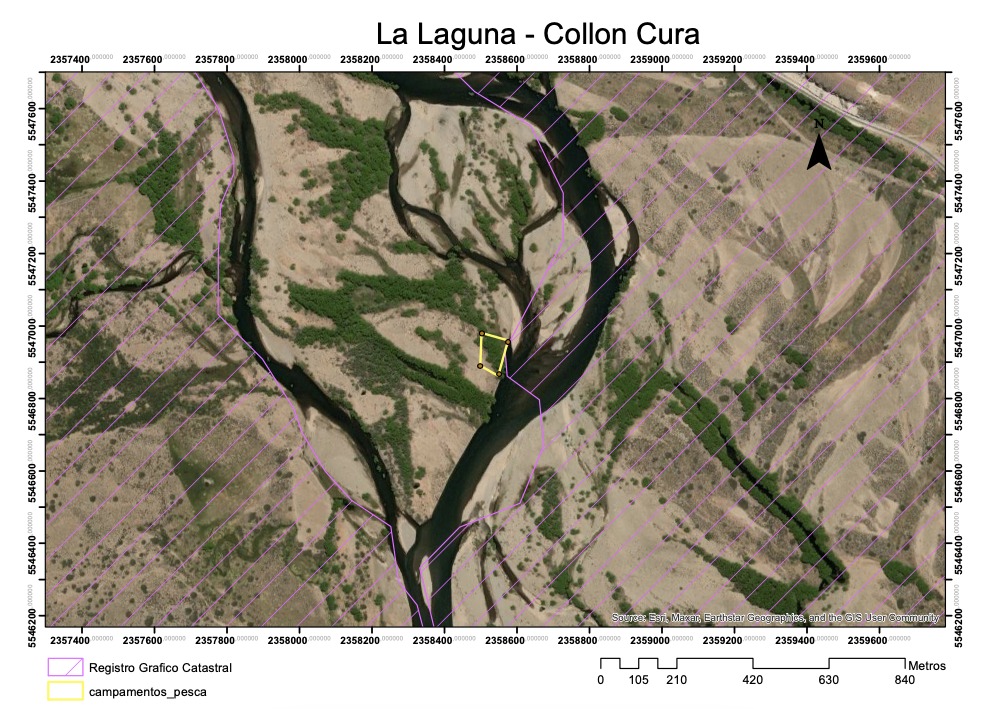 La Laguna - Collon Cura
2357400,000000 2357600,000000 2357800,000000 2358000,000000 2358200,000000 2358400,000000 2358600,000000 2358800,000000 2359000,000000 2359200,000000 2359400,000000 2359600,000000
5547600,000000 5547600,000000
N
5547400,000000 5547400,000000
5547200,000000 5547200,000000
5547000,000000 5547000,000000
5546800,000000 5546800,000000
5546600,000000 5546600,000000
5546400,000000 5546400,000000
5546200,000000 5546200,000000
Source: Esri, Maxar, Earthstar Geographics, and the GIS User Community
2357400,000000 2357600,000000 2357800,000000 2358000,000000 2358200,000000 2358400,000000 2358600,000000 2358800,000000 2359000,000000 2359200,000000 2359400,000000 2359600,000000
Registro Grafico Catastral
campamentos_pesca
Metros
0 105 210 420 630 840